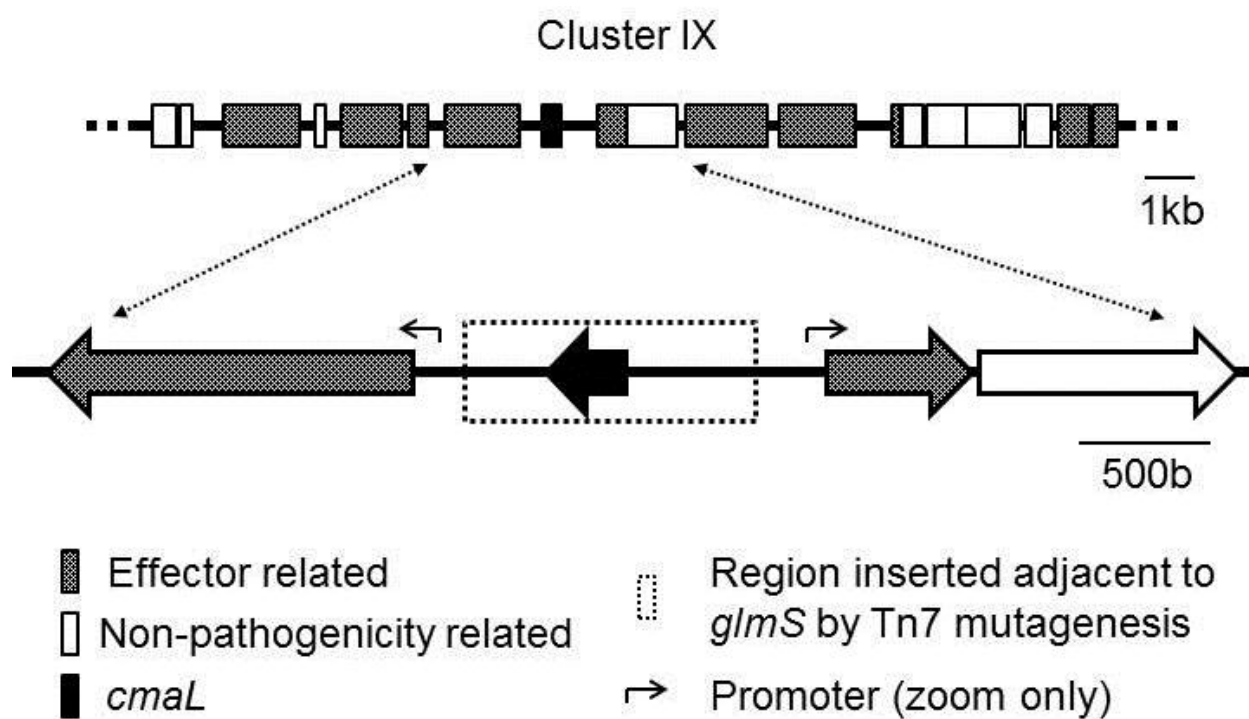 Cluster IX
1kb
500b
Effector related
Non-pathogenicity related
cmaL
Region inserted adjacent to
glmS by Tn7 mutagenesis
Promoter (zoom only)